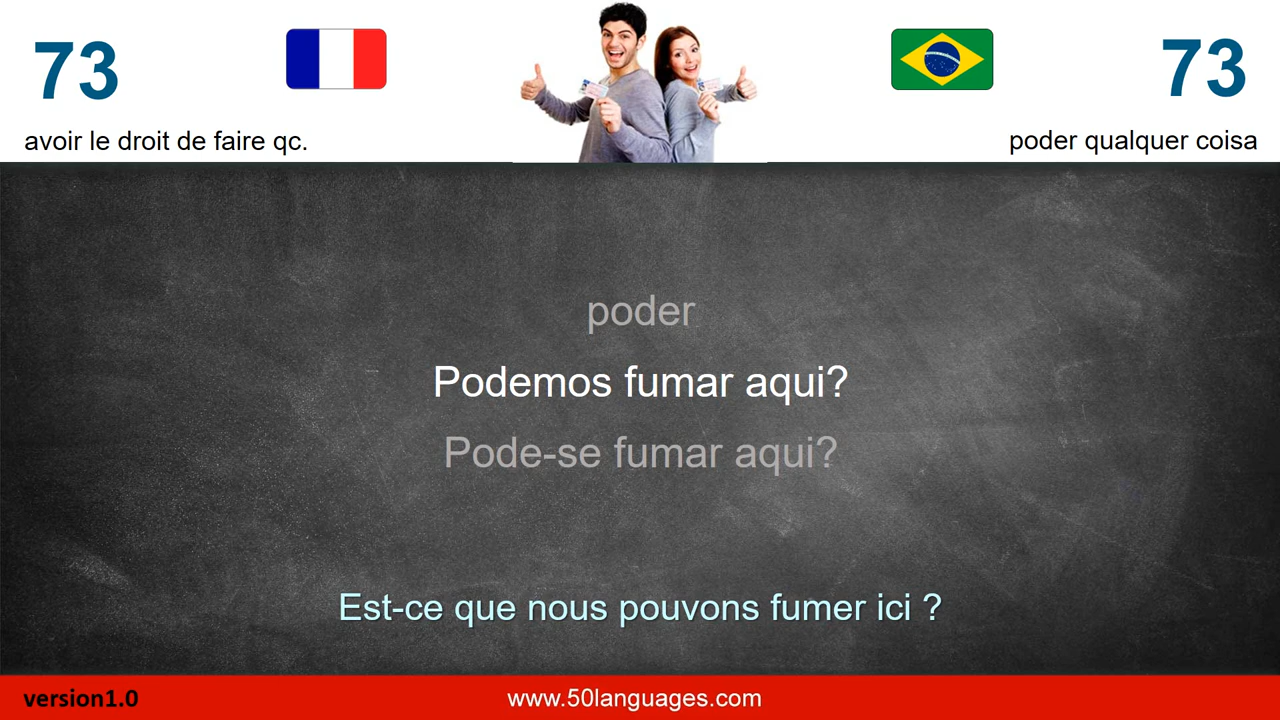 73
73
avoir le droit de faire qc.
poder qualquer coisa
poder
Podemos fumar aqui?
Pode-se fumar aqui?
Est-ce que nous pouvons fumer ici ?
version1.0
www.50languages.com